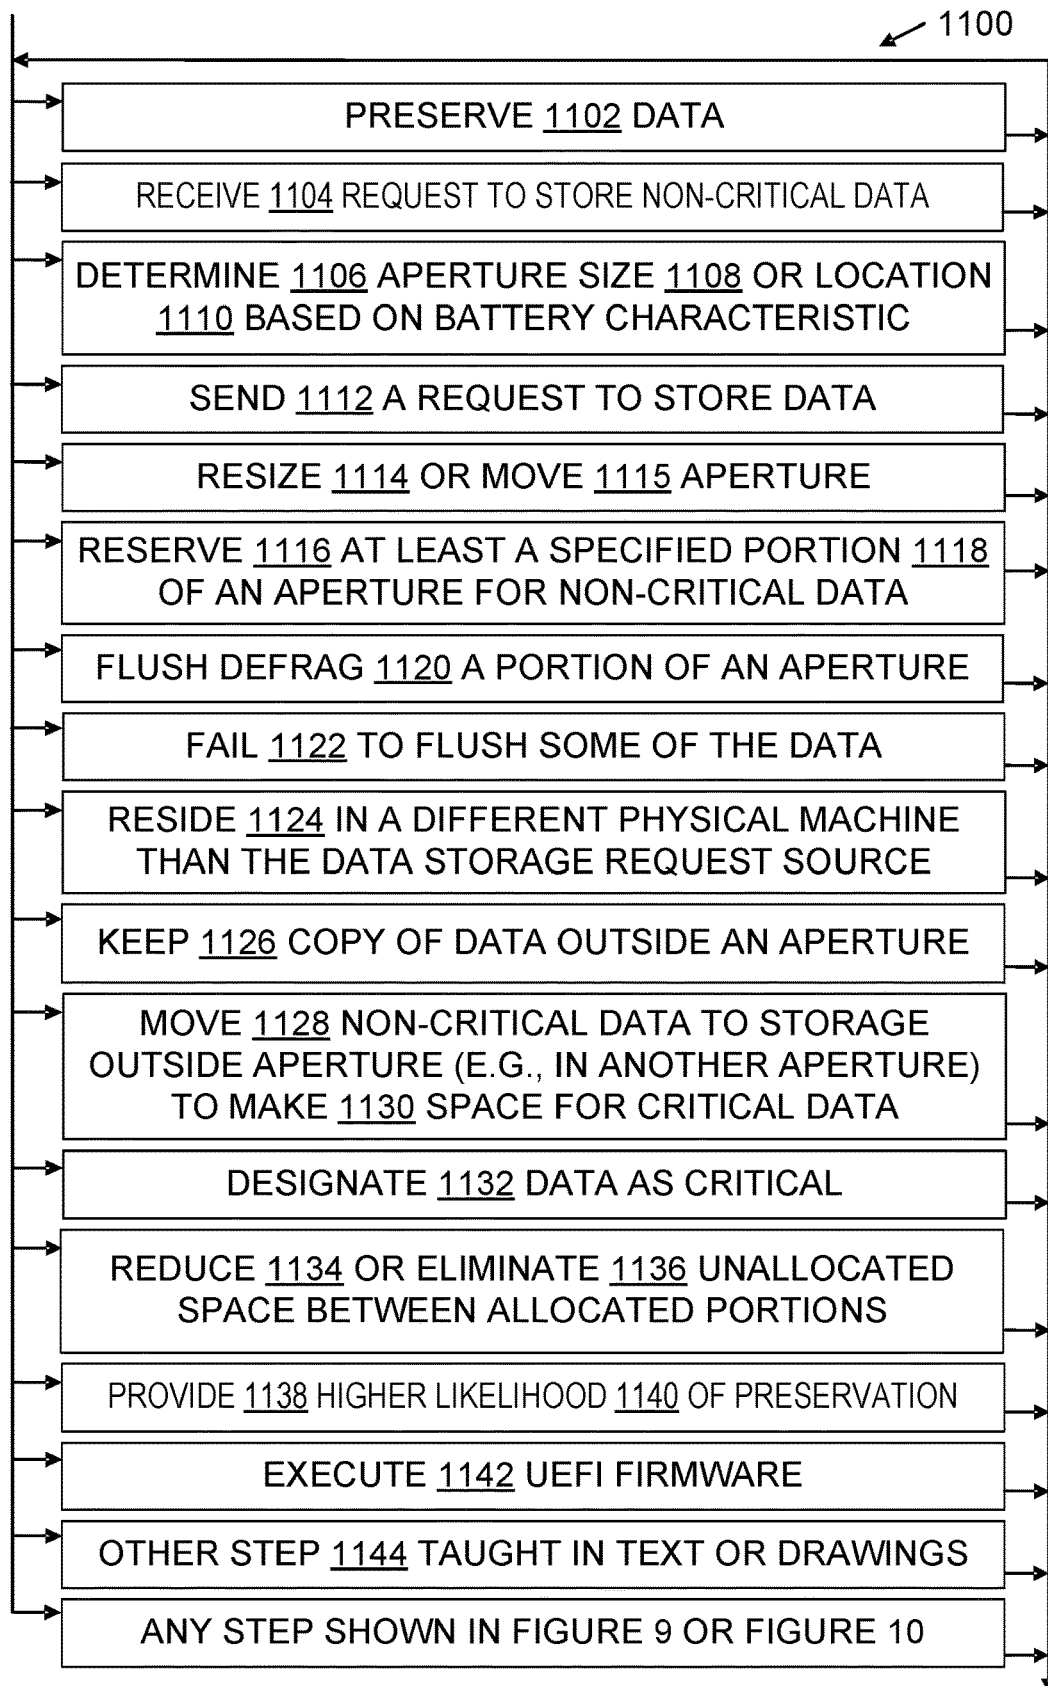 1100
PRESERVE 1102 DATA
RECEIVE 1104 REQUEST TO STORE NON-CRITICAL DATA
DETERMINE 1106 APERTURE SIZE 1108 OR LOCATION
1110 BASED ON BATTERY CHARACTERISTIC
SEND 1112 A REQUEST TO STORE DATA
RESIZE 1114 OR MOVE 1115 APERTURE
RESERVE 1116 AT LEAST A SPECIFIED PORTION 1118
OF AN APERTURE FOR NON-CRITICAL DATA
FLUSH DEFRAG 1120 A PORTION OF AN APERTURE
FAIL 1122 TO FLUSH SOME OF THE DATA
RESIDE 1124 IN A DIFFERENT PHYSICAL MACHINE
THAN THE DATA STORAGE REQUEST SOURCE
KEEP 1126 COPY OF DATA OUTSIDE AN APERTURE
MOVE 1128 NON-CRITICAL DATA TO STORAGE
OUTSIDE APERTURE (E.G., IN ANOTHER APERTURE)
TO MAKE 1130 SPACE FOR CRITICAL DATA
DESIGNATE 1132 DATA AS CRITICAL
REDUCE 1134 OR ELIMINATE 1136 UNALLOCATED
SPACE BETWEEN ALLOCATED PORTIONS
PROVIDE 1138 HIGHER LIKELIHOOD 1140 OF PRESERVATION
EXECUTE 1142 UEFI FIRMWARE
OTHER STEP 1144 TAUGHT IN TEXT OR DRAWINGS
ANY STEP SHOWN IN FIGURE 9 OR FIGURE 10